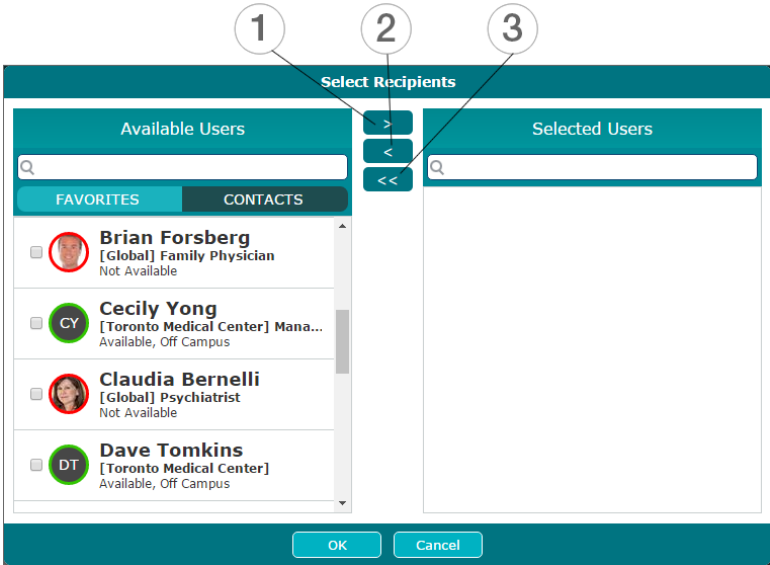 1 2 3
Select Recipients
Available Users
>
<
<<
Selected Users
FAVORITES CONTACTS
Brian Forsberg
[Global] Family Physician
Not Available
CY
Cecily Yong
[Toronto Medical Center] Mana...
Available, Off Campus
Claudia Bernelli
[Global] Psychiatrist
Not Available
DT
Dave Tomkins
[Toronto Medical Center]
Available, Off Campus
OK Cancel